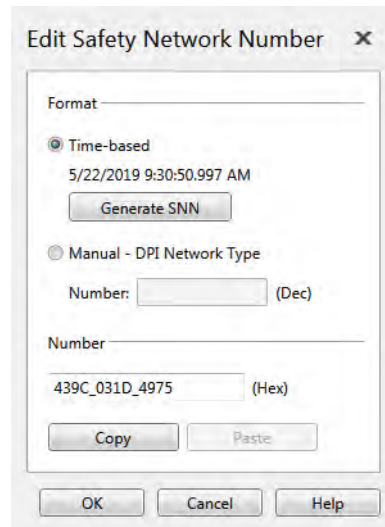 Edit Safety Network Number
Format
Time-based
5/22/2019 9:30:50.997 AM
Generate SNN
Manual - DPI Network Type
Number: (Dec)
Number
439C_031D_4975 (Hex)
Copy Paste
OK Cancel Help